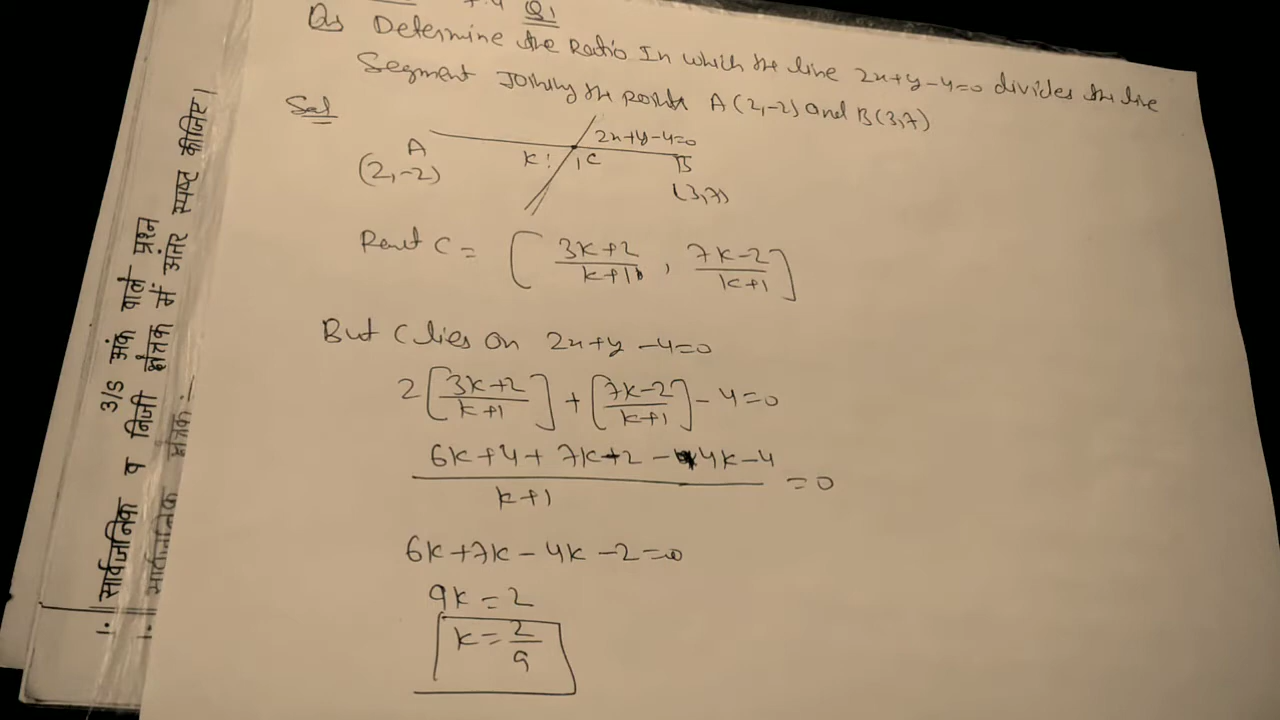 Q1
Qs Determine the Ratio In which the line 2x+y-4=0 divides the line
Segment Joining the points A(2,-2) and B(3,7)
Sol
2x+y-4=0
A
K: 1 C
B
(2,-2)
(3,7)
C = [ 3K+2/K+1, 7K-2/K+1 ]
But C lies on 2x+y-4=0
2[3K+2/K+1] + [7K-2/K+1] - 4=0
6K+4+7K-2-4K-4/K+1 =0
6K+7K-4K-2=0
9K=2
K=2/9
3/5 अंक वाले प्रश्न
1. सार्वजनिक व निजी क्षेत्रक में अंतर स्पष्ट कीजिए।
1. सार्वजनिक क्षेत्रक:-